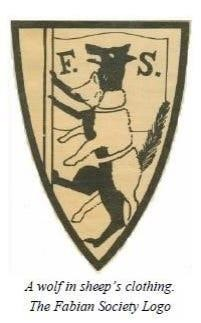 F. S.
A wolf in sheep's clothing.
The Fabian Society Logo